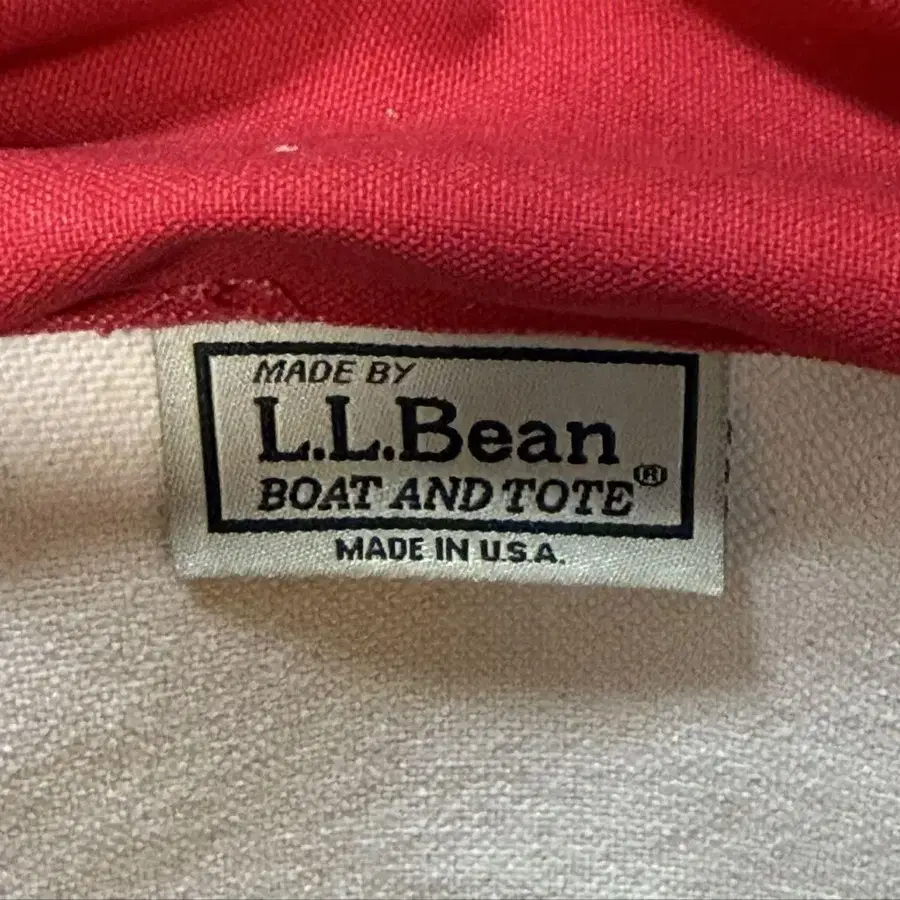 MADE BY
L.L.Bean
BOAT AND TOTE®
MADE IN U.S.A.